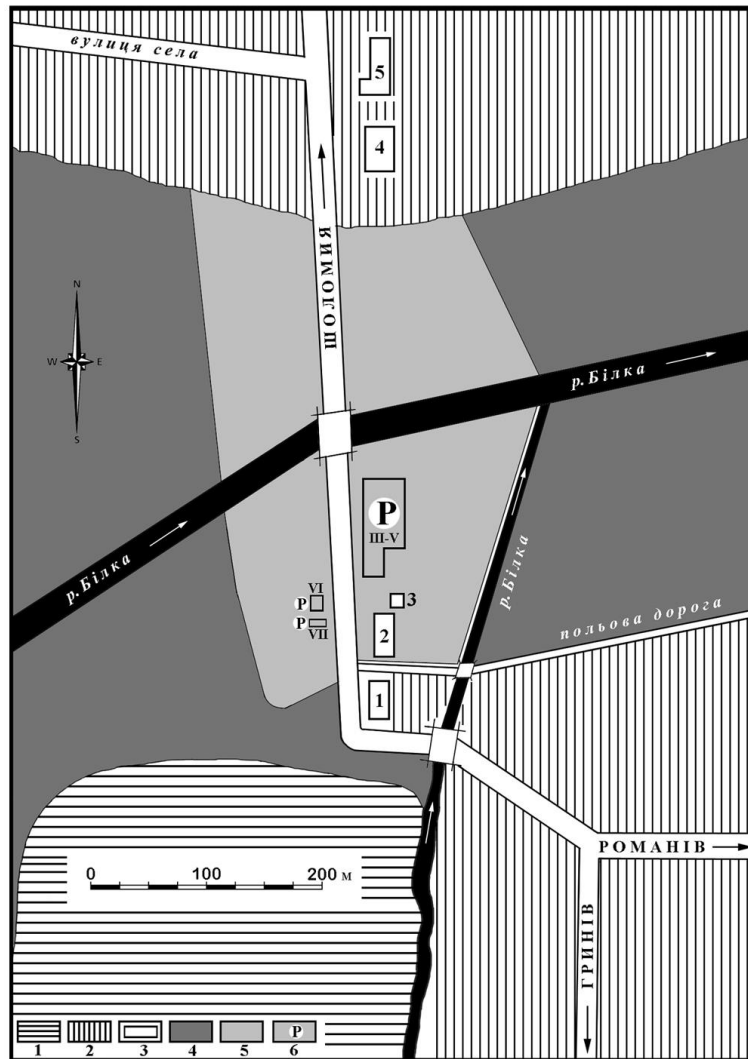 вулиця села
5
4
ШОЛОМИЯ
N
W
E
S
р. Білка
р. Білка
Р
III-V
VI
Р
Р
VII
3
2
1
р. Білка
польова дорога
РОМАНІВ
ГРИНІВ
0
100
200 м
Р
1
2
3
4
5
6